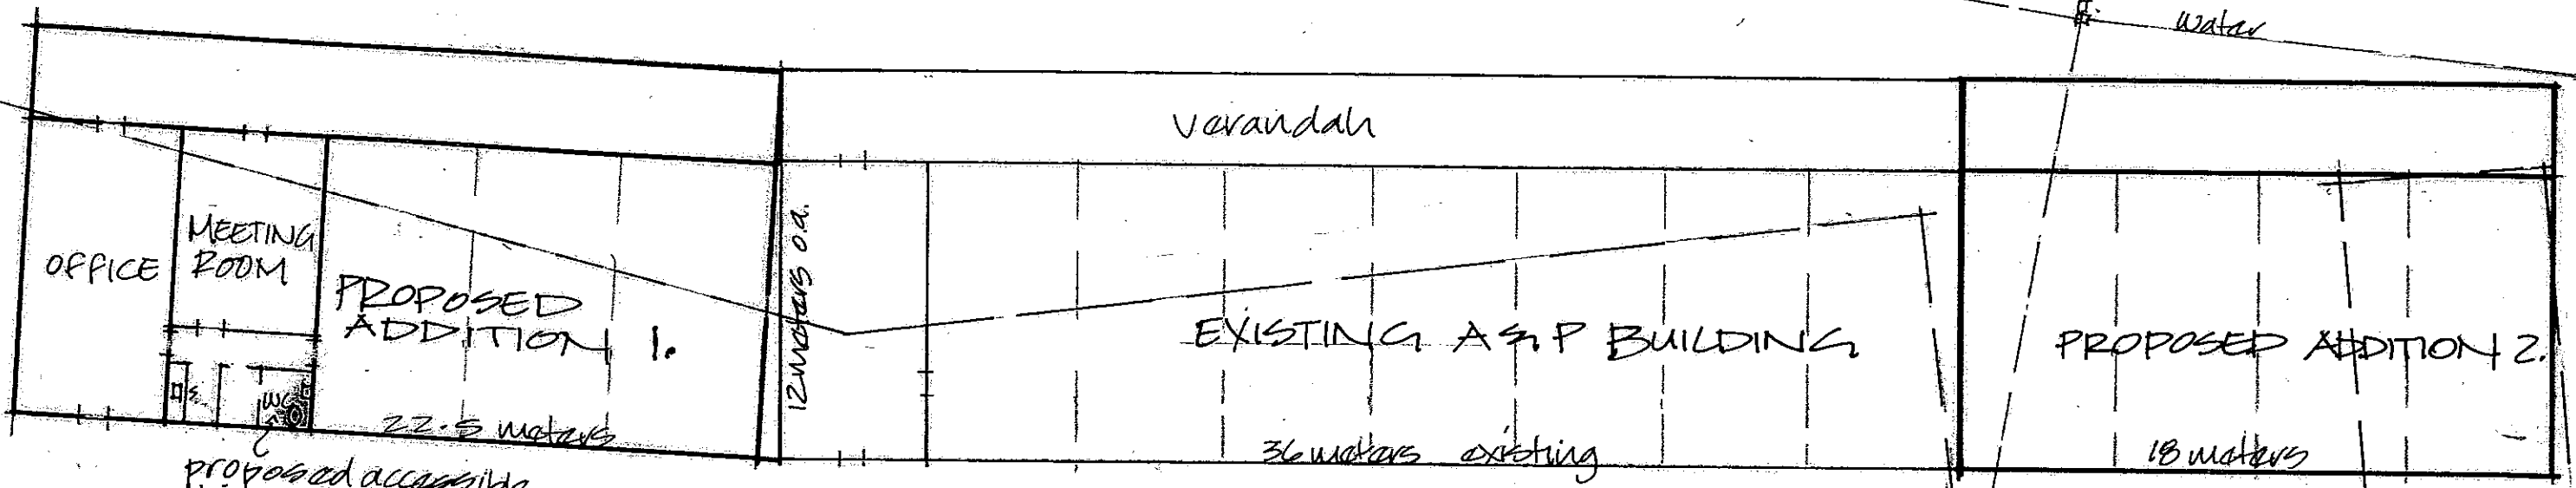 water
Verandah
OFFICE
MEETING
ROOM
PROPOSED
ADDITION 1.
12 meters o.a.
EXISTING A & P BUILDING
PROPOSED ADDITION 2.
WC
22.5 meters
36 meters existing
18 meters
proposed accessible